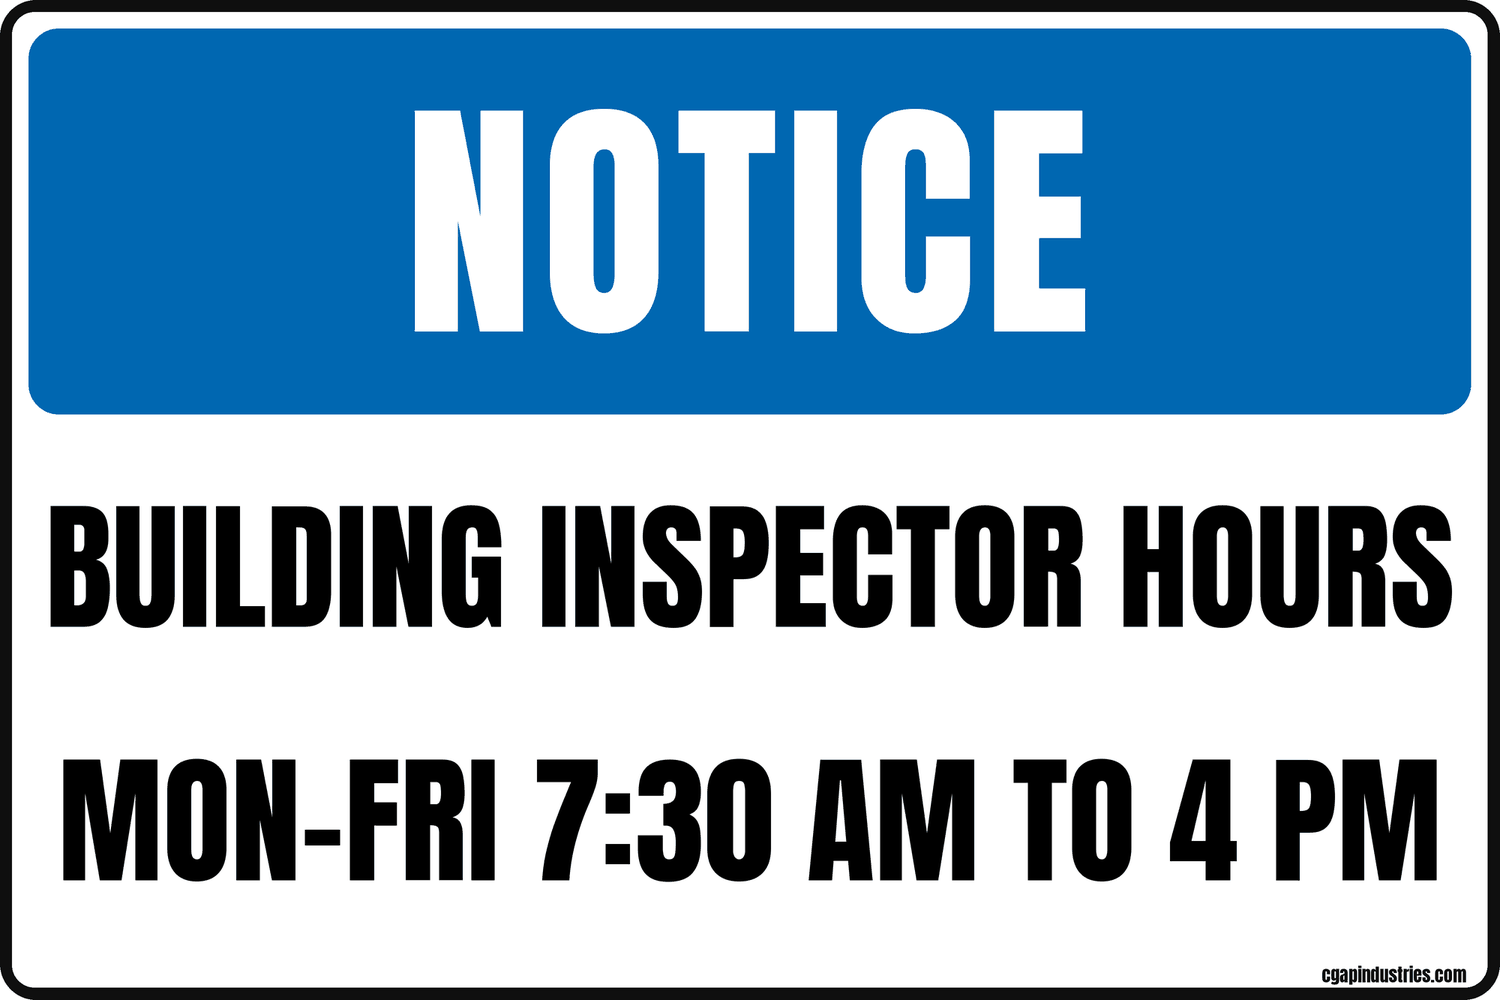 NOTICE
BUILDING INSPECTOR HOURS
MON-FRI 7:30 AM TO 4 PM
cgapindustries.com